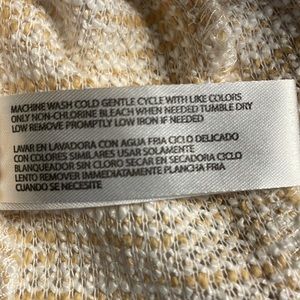 MACHINE WASH COLD GENTLE CYCLE WITH LIKE COLORS
ONLY NON-CHLORINE BLEACH WHEN NEEDED TUMBLE DRY
LOW REMOVE PROMPTLY LOW IRON IF NEEDED
LAVAR EN LAVADORA CON AGUA FRIA CICLO DELICADO
CON COLORES SIMILARES USAR SOLAMENTE
BLANQUEADOR SIN CLORO SECAR EN SECADORA CICLO
LENTO REMOVER IMMEDIATAMENTE PLANCHA FRIA
CUANDO SE NECESITE